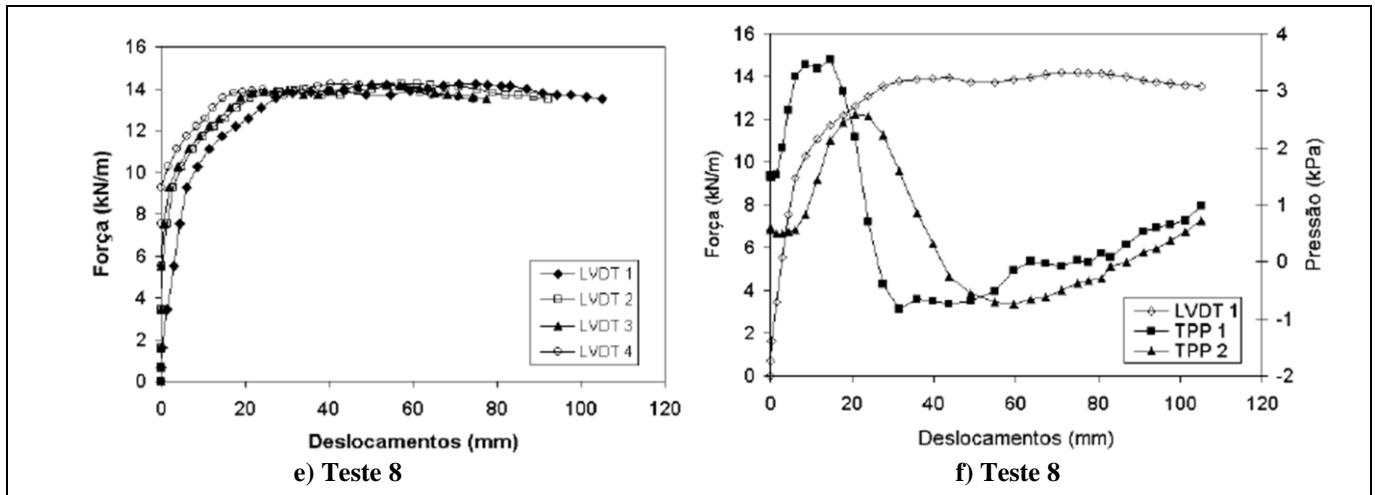 16
14
12
10
8
6
4
2
0
Força (kN/m)
LVDT 1
LVDT 2
LVDT 3
LVDT 4
0 20 40 60 80 100 120
Deslocamentos (mm)
e) Teste 8
16
14
12
10
8
6
4
2
0
Força (kN/m)
4
3
2
1
0
-1
-2
Pressão (kPa)
LVDT 1
TPP 1
TPP 2
0 20 40 60 80 100 120
Deslocamentos (mm)
f) Teste 8